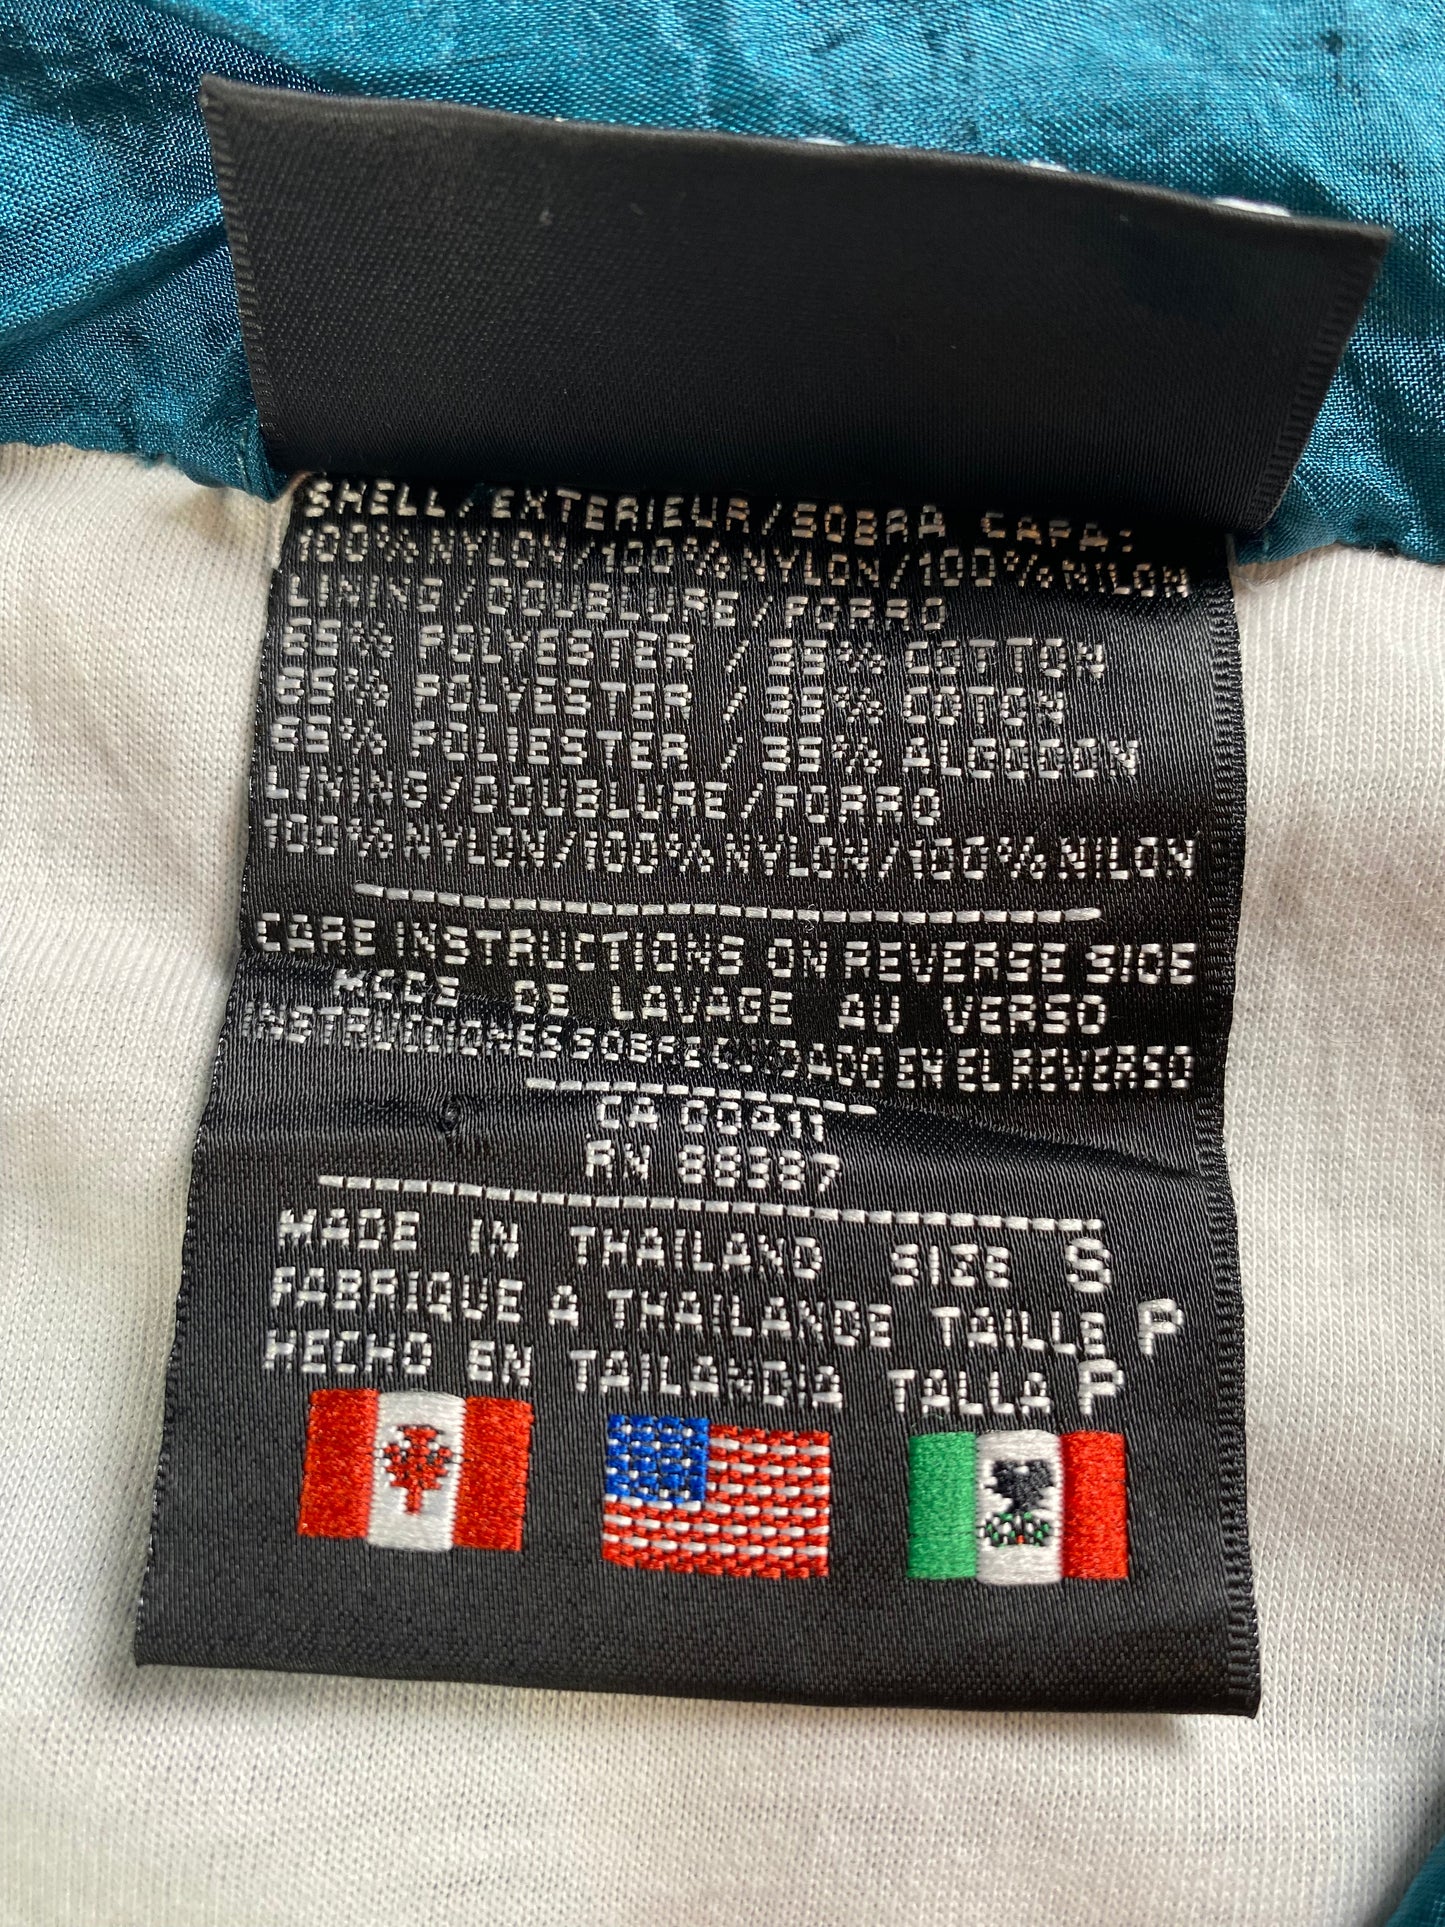 SHELL/EXTERIEUR/SOBRA CAPA:
100% NYLON/100% NYLON/100% NILON
LINING/DOUBLURE/FORRO
65% POLYESTER / 35% COTTON
65% POLYESTER / 35% COTON
65% POLIESTER / 35% ALGODON
LINING/DOUBLURE/FORRO
100% NYLON/100% NYLON/100% NILON
CARE INSTRUCTIONS ON REVERSE SIDE
MODE DE LAVAGE AU VERSO
INSTRUCCIONES SOBRE CUIDADO EN EL REVERSO
CA 00411
RN 88387
MADE IN THAILAND SIZE S
FABRIQUE A THAILANDE TAILLE P
HECHO EN TAILANDIA TALLA P